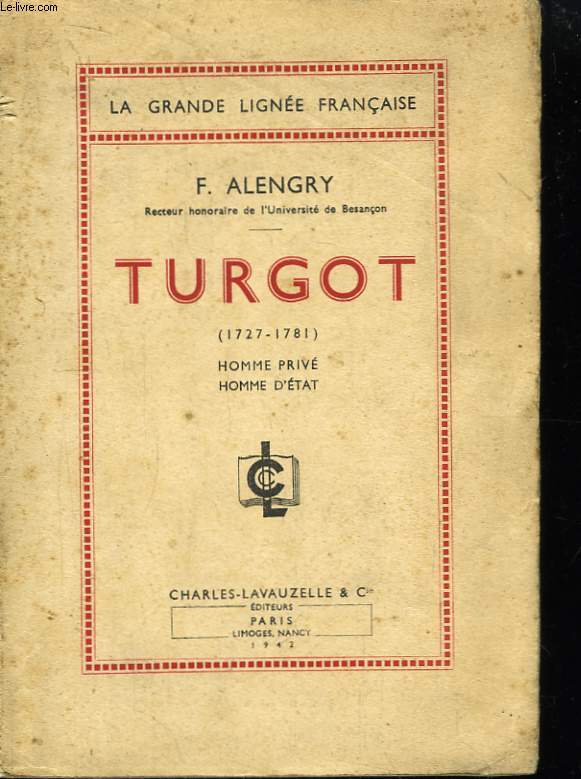 Le-livre.com
LA GRANDE LIGNÉE FRANÇAISE
F. ALENGRY
Recteur honoraire de l'Université de Besançon
TURGOT
(1727-1781)
HOMME PRIVÉ
HOMME D'ÉTAT
CLC
CHARLES-LAVAUZELLE & Cie
ÉDITEURS
PARIS
LIMOGES, NANCY
1942